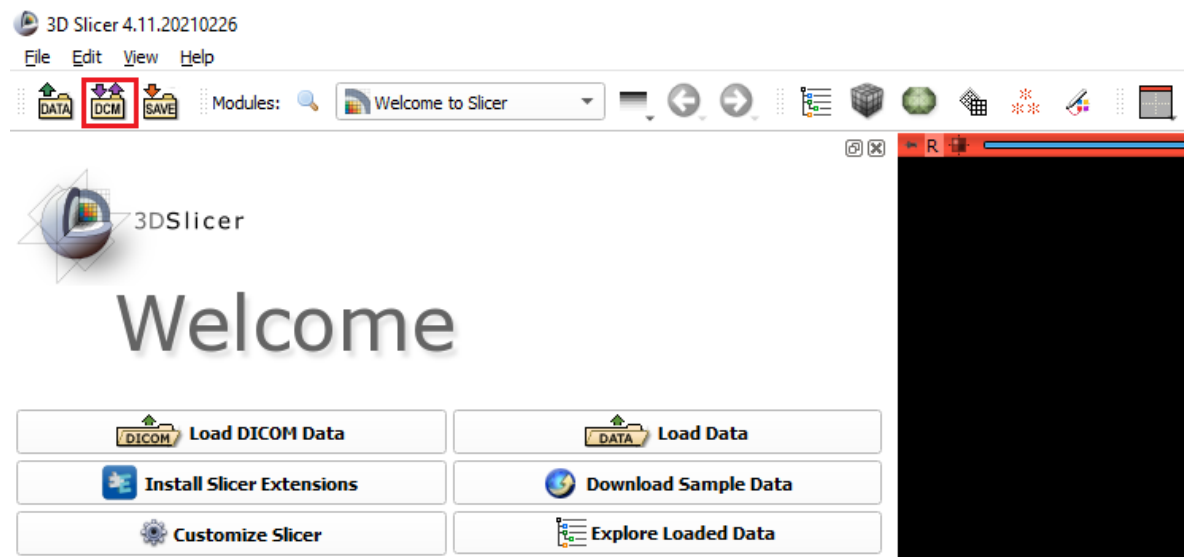 3D Slicer 4.11.20210226
File Edit View Help
DATA DCM SAVE Modules: Welcome to Slicer
R
3DSlicer
Welcome
DICOM Load DICOM Data DATA Load Data
Install Slicer Extensions Download Sample Data
Customize Slicer Explore Loaded Data